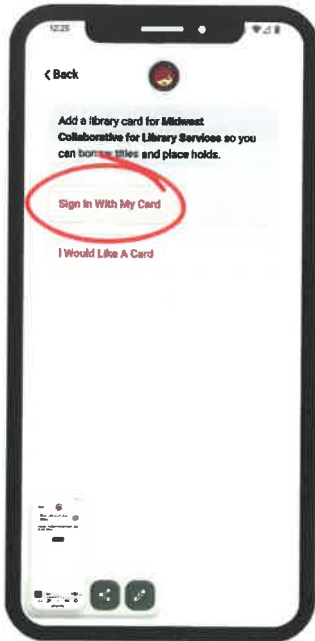 12:25
Back
Add a library card for Midwest
Collaborative for Library Services so you
can borrow titles and place holds.
Sign In With My Card
I Would Like A Card